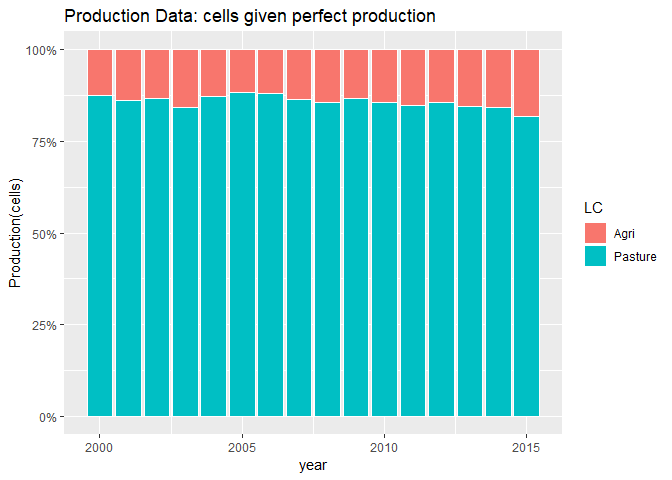 Production Data: cells given perfect production
100%
75%
50%
25%
0%
Production(cells)
2000
2005
2010
2015
year
LC
Agri
Pasture